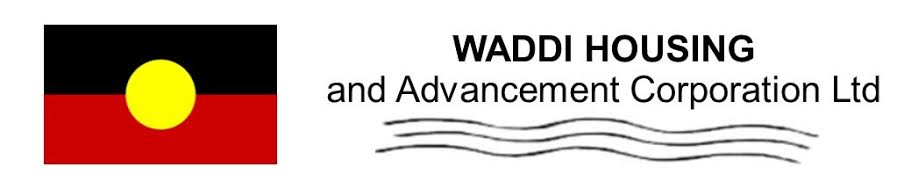 WADDI HOUSING
and Advancement Corporation Ltd